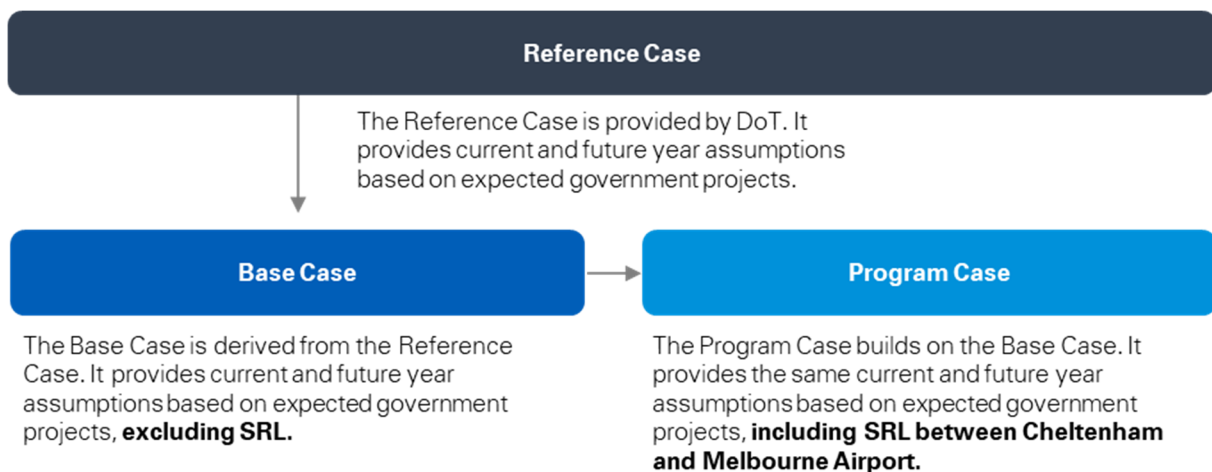 Reference Case
The Reference Case is provided by DoT. It
provides current and future year assumptions
based on expected government projects.
Base Case
Program Case
The Base Case is derived from the Reference
Case. It provides current and future year
assumptions based on expected government
projects, excluding SRL.
The Program Case builds on the Base Case. It
provides the same current and future year
assumptions based on expected government
projects, including SRL between Cheltenham
and Melbourne Airport.